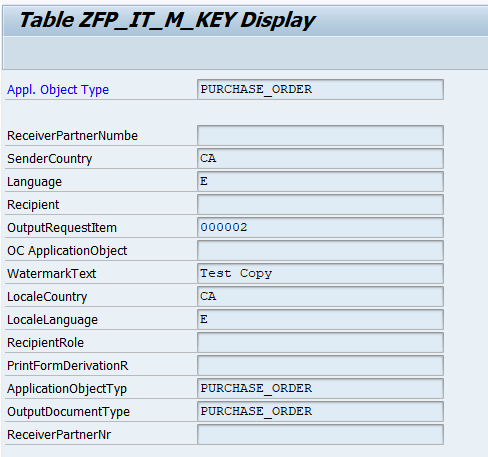 Table ZFP_IT_M_KEY Display
Appl. Object Type PURCHASE_ORDER
ReceiverPartnerNumbe
SenderCountry CA
Language E
Recipient
OutputRequestItem 000002
OC ApplicationObject
WatermarkText Test Copy
LocaleCountry CA
LocaleLanguage E
RecipientRole
PrintFormDerivationR
ApplicationObjectTyp PURCHASE_ORDER
OutputDocumentType PURCHASE_ORDER
ReceiverPartnerNr